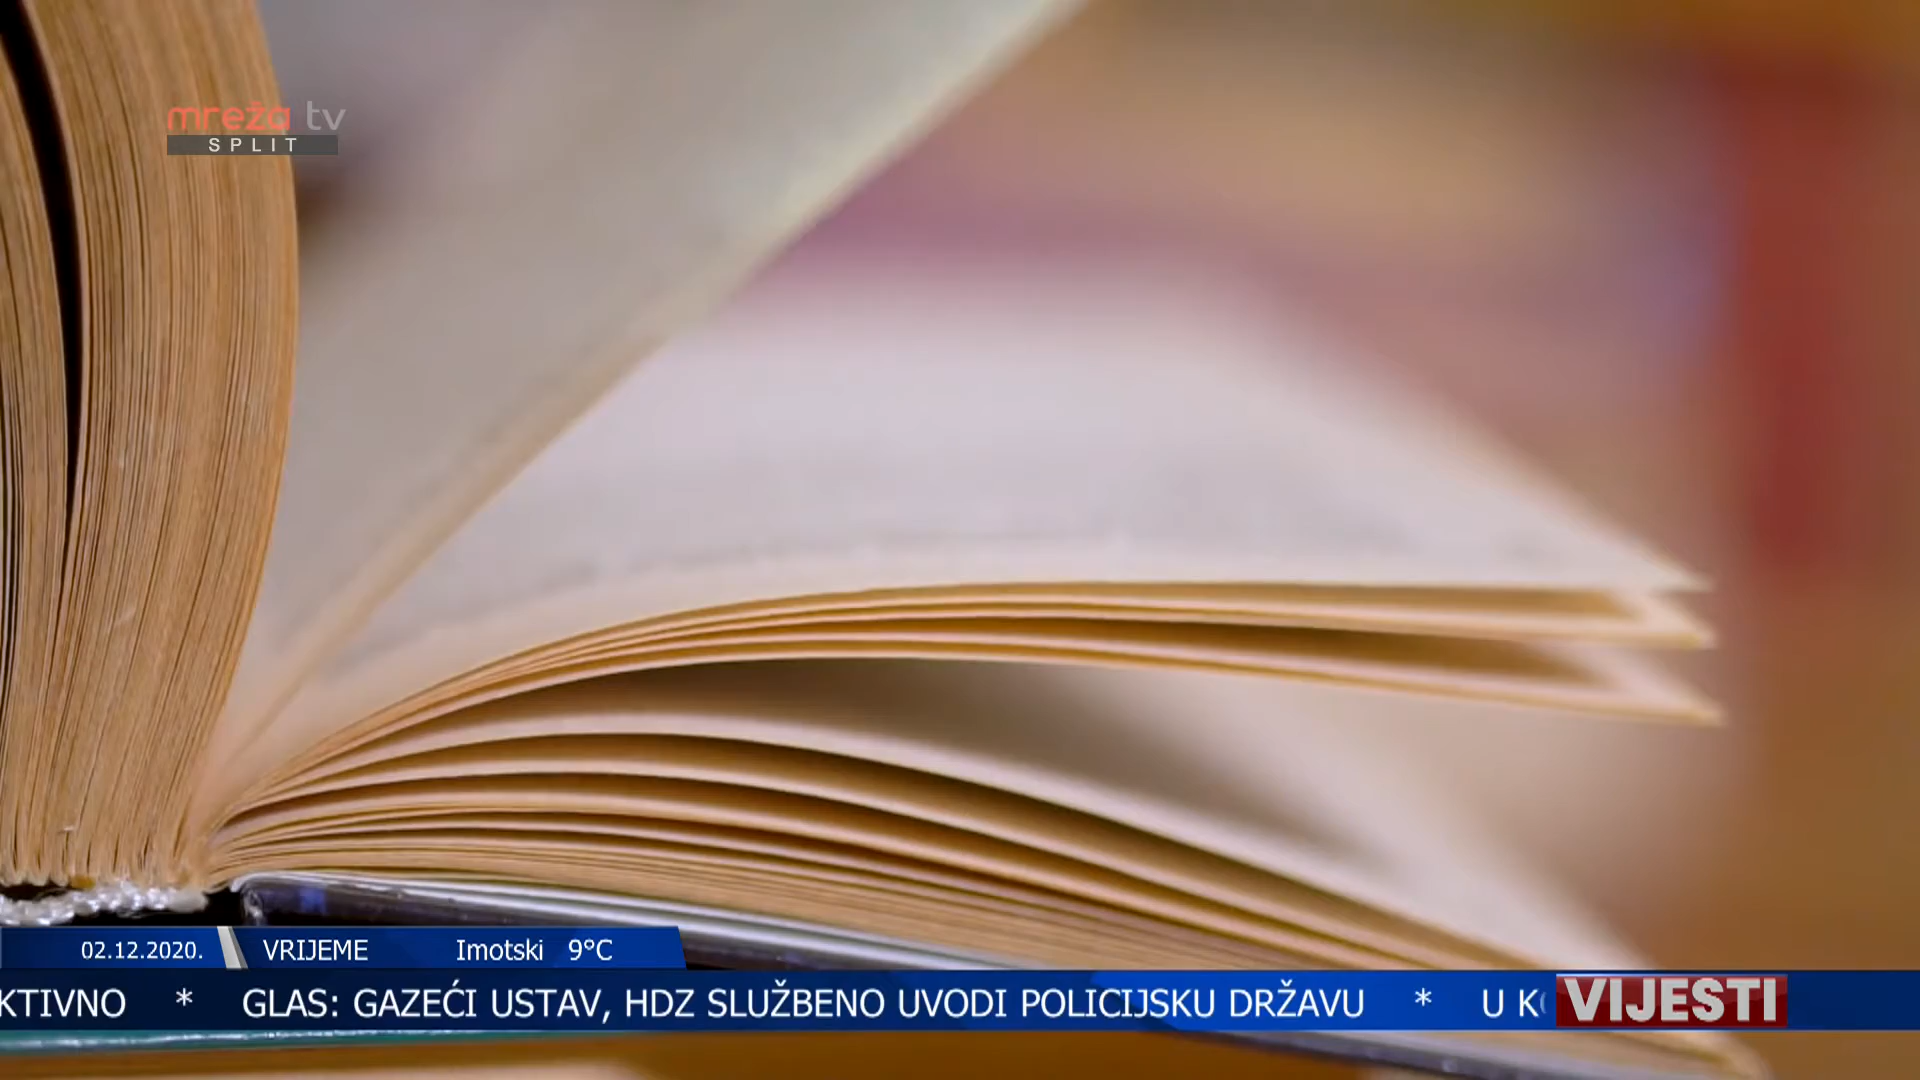 mreža tv
SPLIT
02.12.2020. VRIJEME Imotski 9°C
KTIVNO * GLAS: GAZEĆI USTAV, HDZ SLUŽBENO UVODI POLICIJSKU DRŽAVU * U K VIJESTI